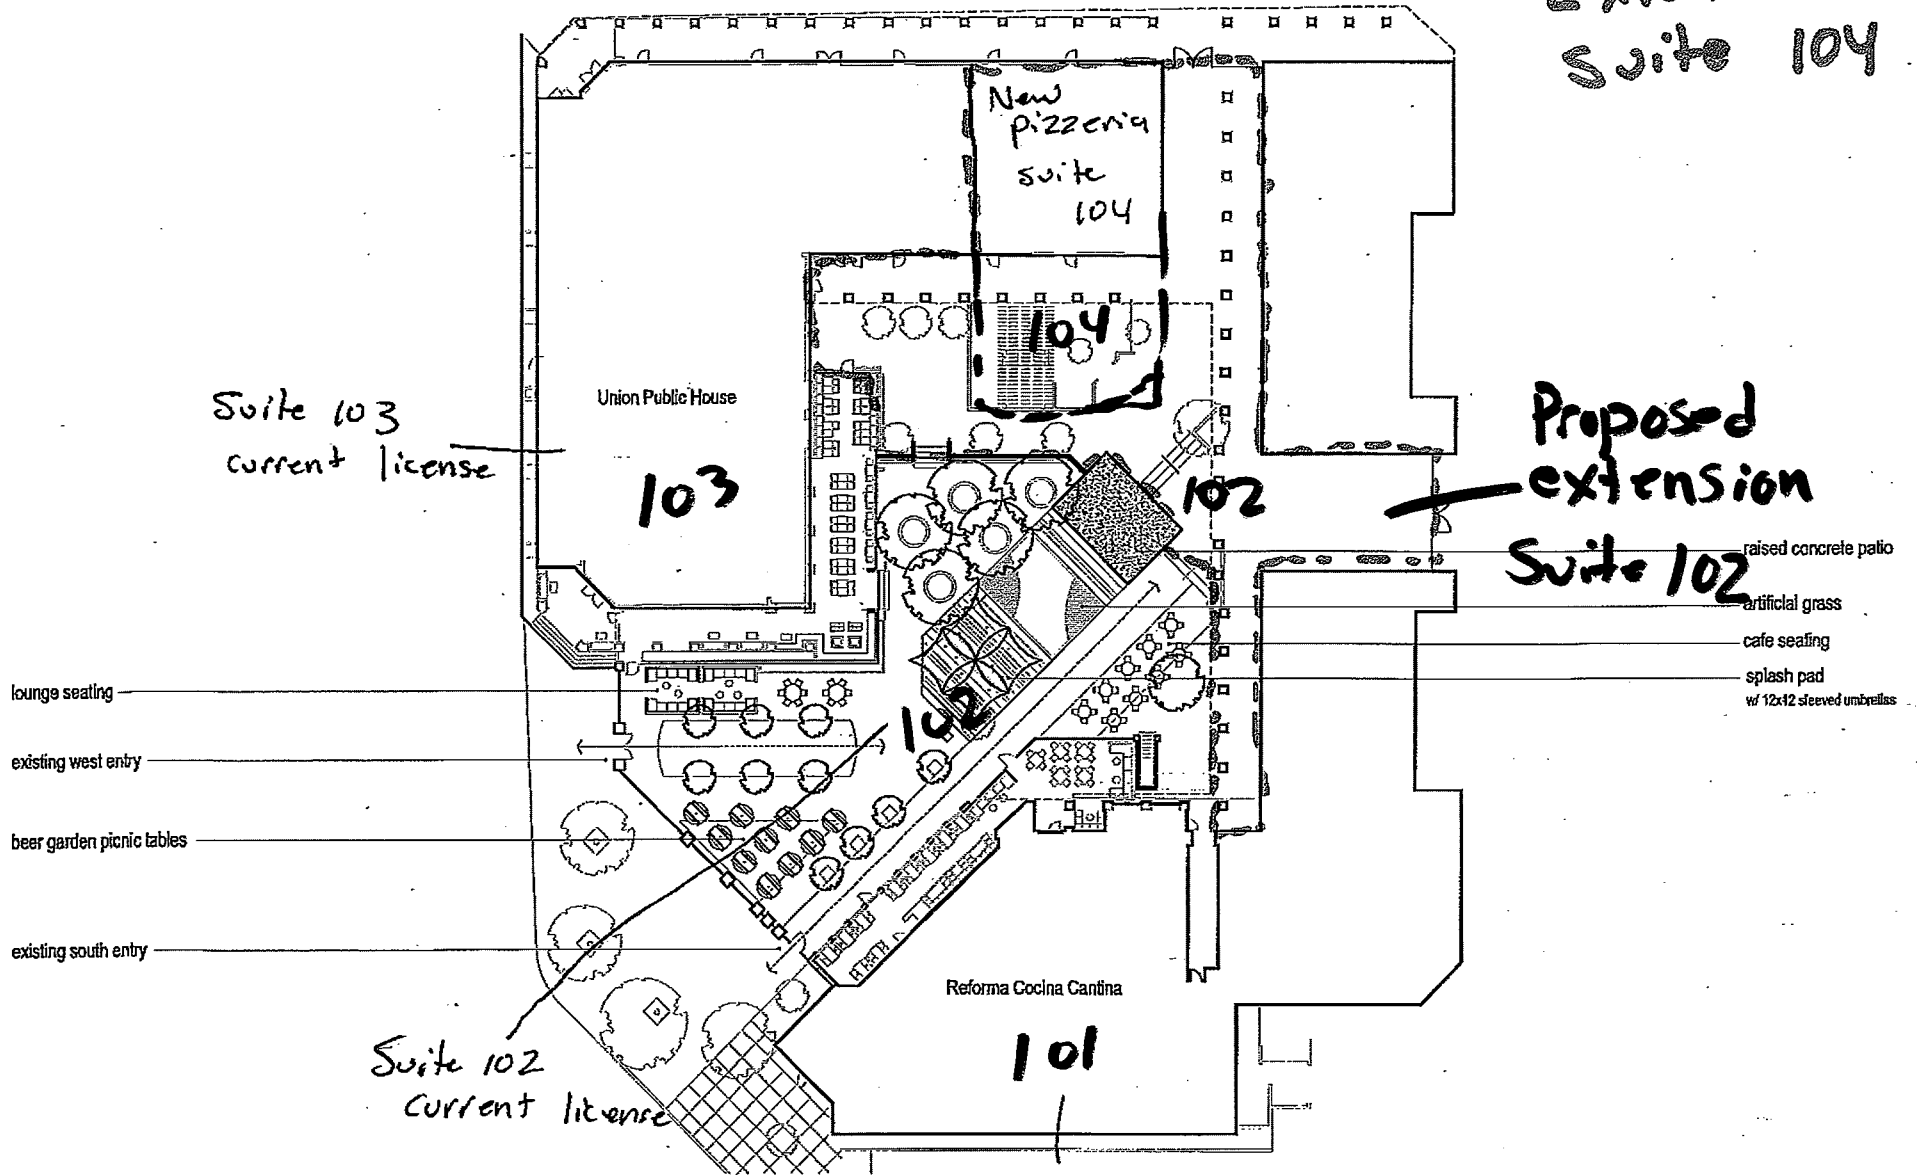 suite 104
New
pizzeria
suite
104
104
Union Public House
Suite 103
current license
103
102
Proposed
extension
Suite 102
raised concrete patio
artificial grass
cafe seating
splash pad
w/ 12x12 sleeved umbrellas
lounge seating
102
existing west entry
beer garden picnic tables
existing south entry
Reforma Cocina Cantina
101
Suite 102
current license